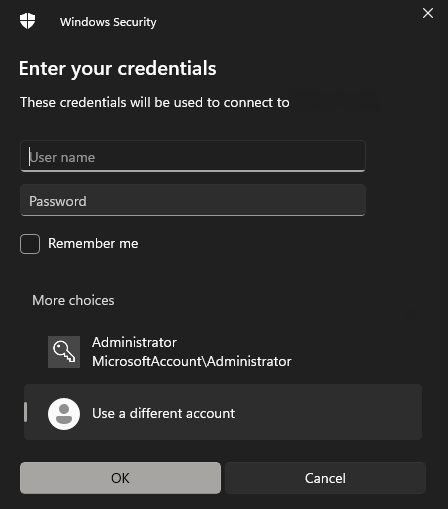 Windows Security
Enter your credentials
These credentials will be used to connect to
User name
Password
Remember me
More choices
Administrator
MicrosoftAccount\Administrator
Use a different account
OK
Cancel